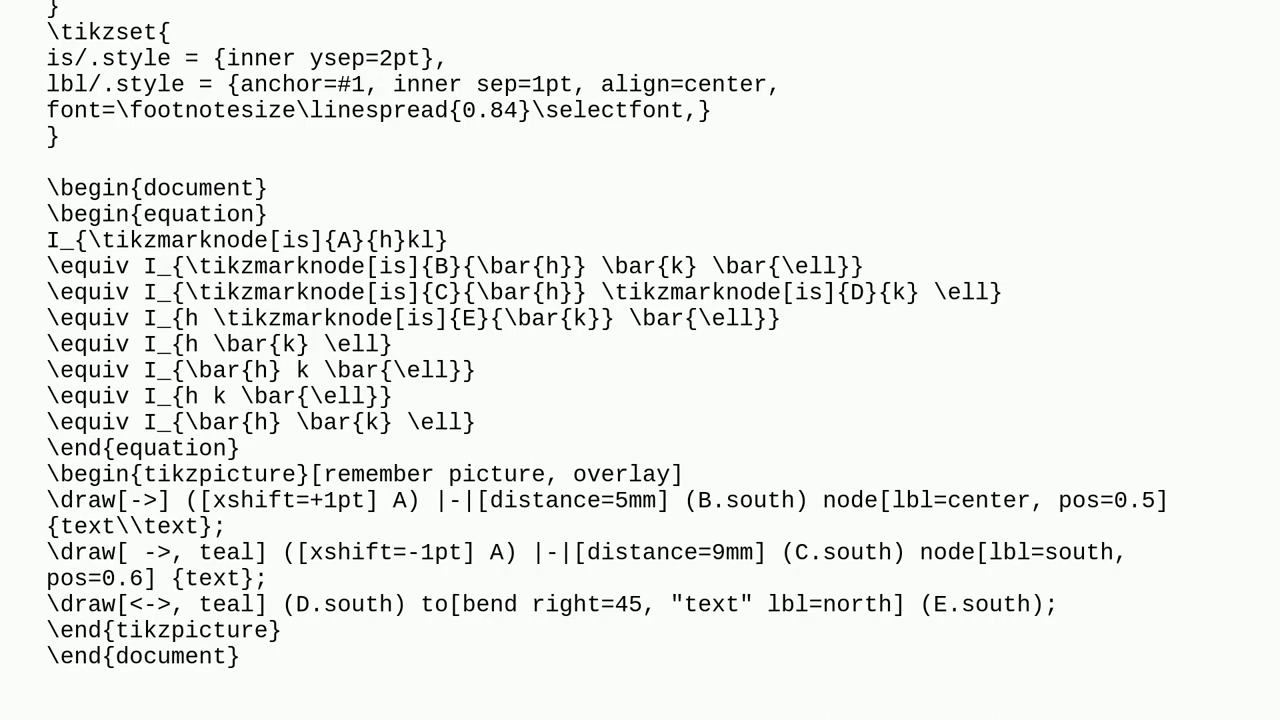 }
\tikzset{
is/.style = {inner ysep=2pt},
lbl/.style = {anchor=#1, inner sep=1pt, align=center,
font=\footnotesize\linespread{0.84}\selectfont,}
}
\begin{document}
\begin{equation}
I_{\tikzmarknode[is]{A}{h}kl}
\equiv I_{\tikzmarknode[is]{B}{\bar{h}} \bar{k} \bar{\ell}}
\equiv I_{\tikzmarknode[is]{C}{\bar{h}} \tikzmarknode[is]{D}{k} \ell}
\equiv I_{h \tikzmarknode[is]{E}{\bar{k}} \bar{\ell}}
\equiv I_{h \bar{k} \ell}
\equiv I_{\bar{h} k \bar{\ell}}
\equiv I_{h k \bar{\ell}}
\equiv I_{\bar{h} \bar{k} \ell}
\end{equation}
\begin{tikzpicture}[remember picture, overlay]
\draw[->] ([xshift=+1pt] A) |-|[distance=5mm] (B.south) node[lbl=center, pos=0.5]
{text\\text};
\draw[ ->, teal] ([xshift=-1pt] A) |-|[distance=9mm] (C.south) node[lbl=south,
pos=0.6] {text};
\draw[<->, teal] (D.south) to[bend right=45, "text" lbl=north] (E.south);
\end{tikzpicture}
\end{document}